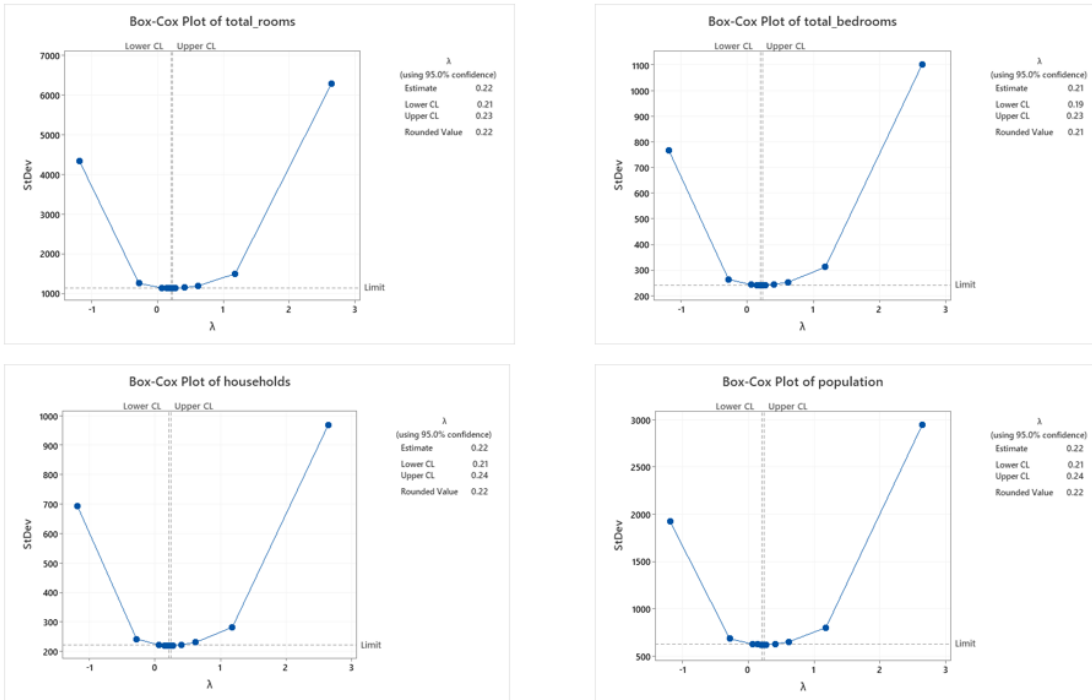 Box-Cox Plot of total_rooms
Lower CL Upper CL
7000
6000
5000
4000
3000
2000
1000
StDev
Limit
-1 0 1 2 3
λ
λ
(using 95.0% confidence)
Estimate 0.22
Lower CL 0.21
Upper CL 0.23
Rounded Value 0.22
Box-Cox Plot of total_bedrooms
Lower CL Upper CL
1100
1000
900
800
700
600
500
400
300
200
StDev
Limit
-1 0 1 2 3
λ
λ
(using 95.0% confidence)
Estimate 0.21
Lower CL 0.19
Upper CL 0.23
Rounded Value 0.21
Box-Cox Plot of households
Lower CL Upper CL
1000
900
800
700
600
500
400
300
200
StDev
Limit
-1 0 1 2 3
λ
λ
(using 95.0% confidence)
Estimate 0.22
Lower CL 0.21
Upper CL 0.24
Rounded Value 0.22
Box-Cox Plot of population
Lower CL Upper CL
3000
2500
2000
1500
1000
500
StDev
Limit
-1 0 1 2 3
λ
λ
(using 95.0% confidence)
Estimate 0.22
Lower CL 0.21
Upper CL 0.24
Rounded Value 0.22